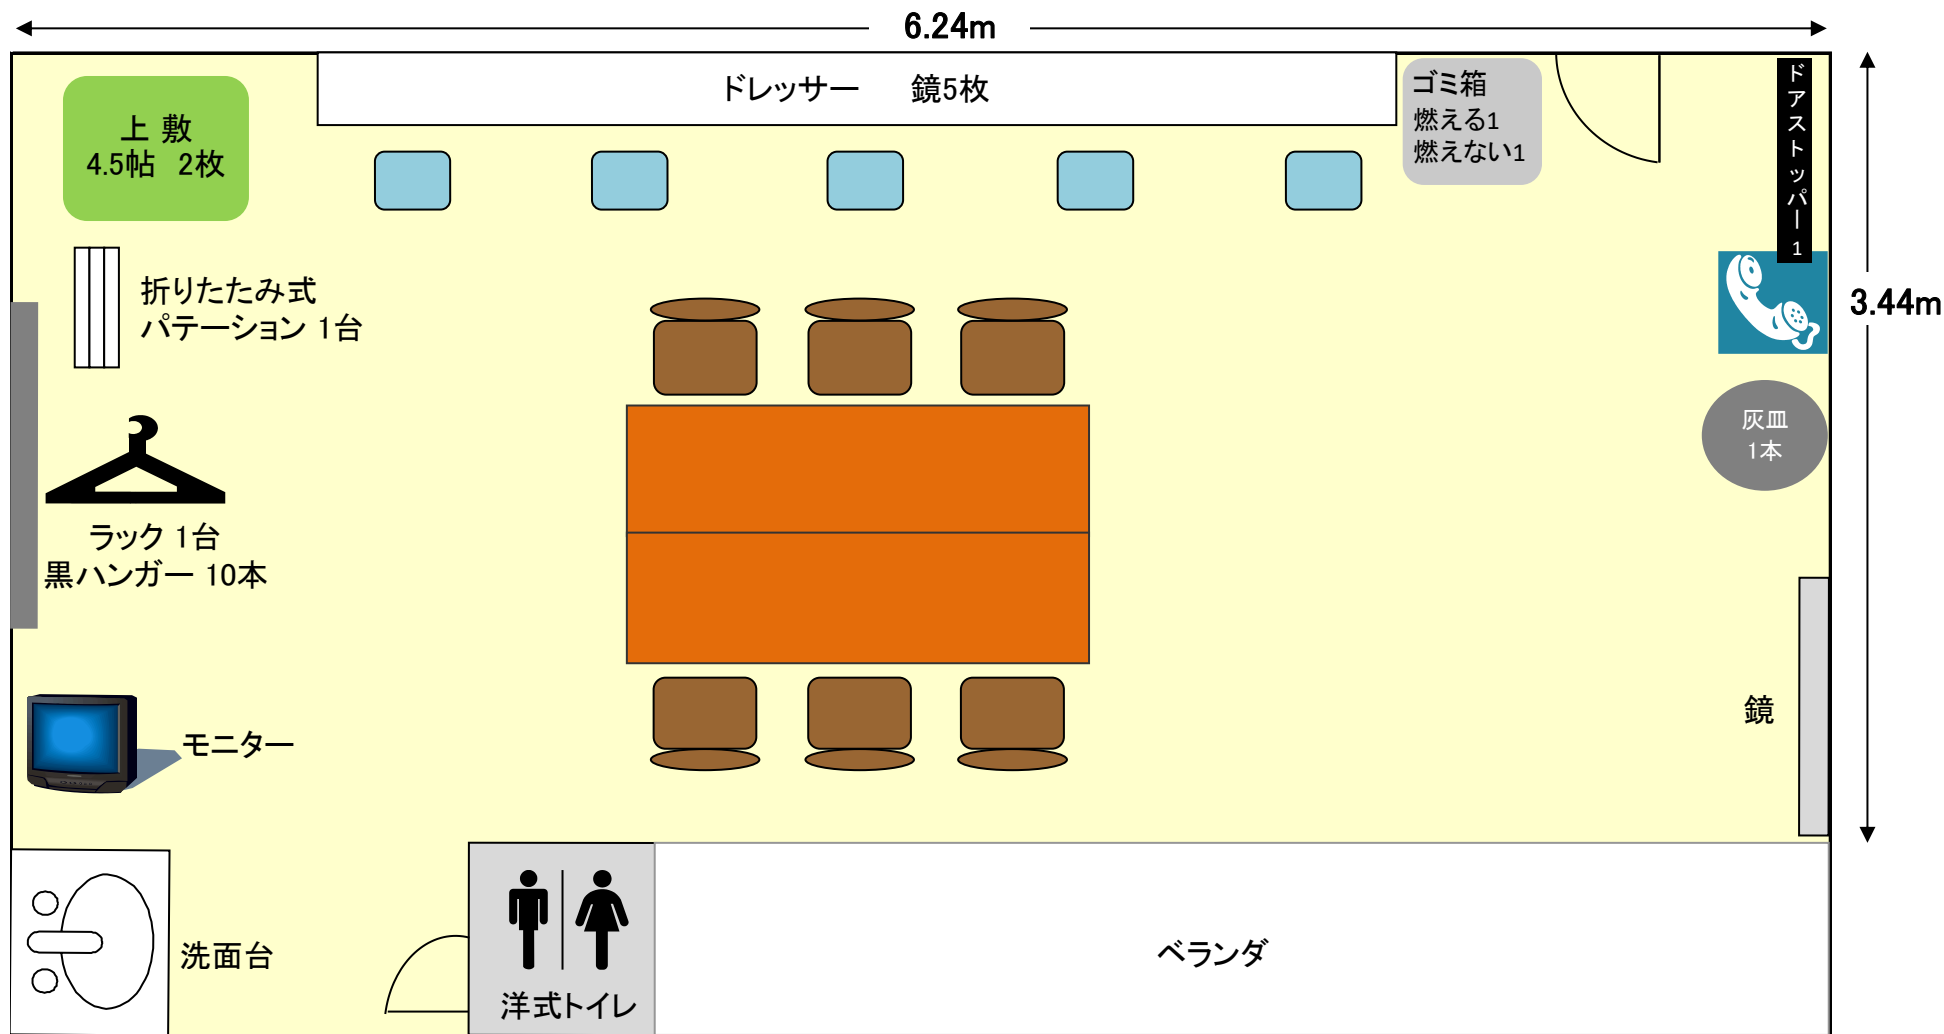 6.24m
ドレッサー　鏡5枚
ゴミ箱
燃える1
燃えない1
ドアストッパー 1
上 敷
4.5帖　2枚
折りたたみ式
パテーション 1台
3.44m
灰皿
1本
ラック 1台
黒ハンガー 10本
鏡
モニター
洗面台
洋式トイレ
ベランダ